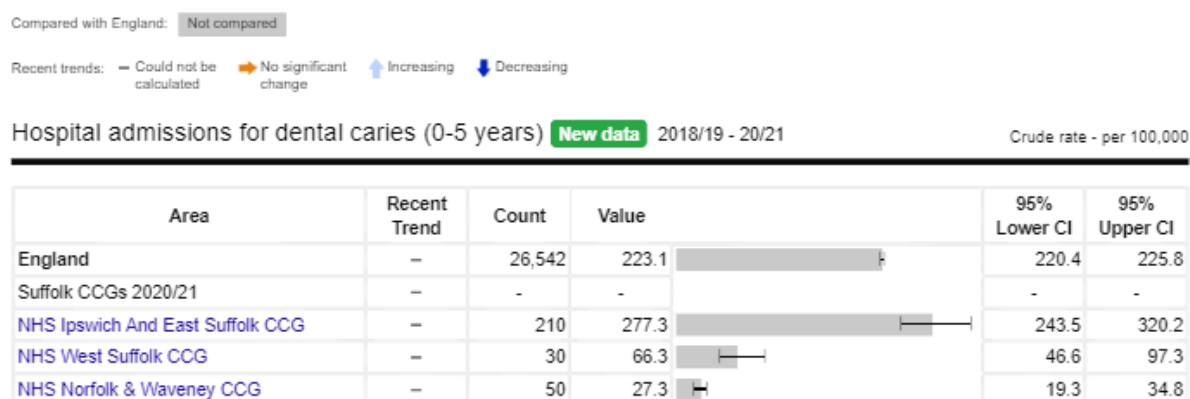 Compared with England: Not compared
Recent trends: – Could not be calculated No significant change Increasing Decreasing
Hospital admissions for dental caries (0-5 years) New data 2018/19 - 20/21 Crude rate - per 100,000
Area Recent Trend Count Value 95% Lower CI 95% Upper CI
England – 26,542 223.1 220.4 225.8
Suffolk CCGs 2020/21 – - - - -
NHS Ipswich And East Suffolk CCG – 210 277.3 243.5 320.2
NHS West Suffolk CCG – 30 66.3 46.6 97.3
NHS Norfolk & Waveney CCG – 50 27.3 19.3 34.8